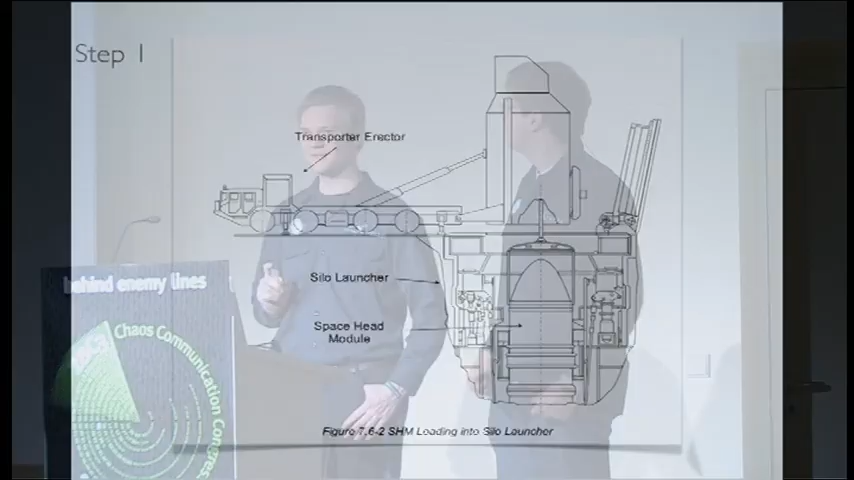 Step 1
Transporter Erector
Silo Launcher
Space Head
Module
Figure 7.6-2 SHM Loading into Silo Launcher
behind enemy lines
Chaos Communication Congress